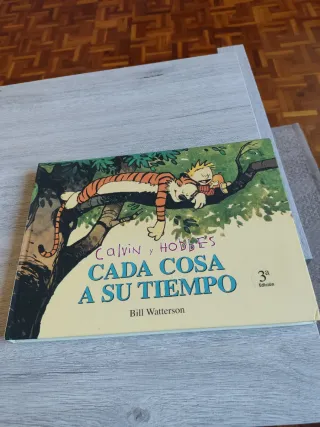 Calvin y HOBBES
CADA COSA
A SU TIEMPO
3ª
Edición
Bill Watterson